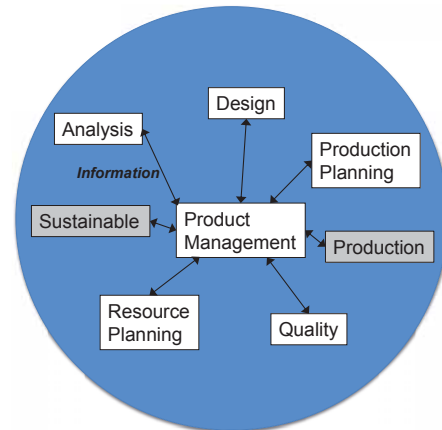 Design
Analysis
Production
Planning
Information
Sustainable
Product
Management
Production
Resource
Planning
Quality